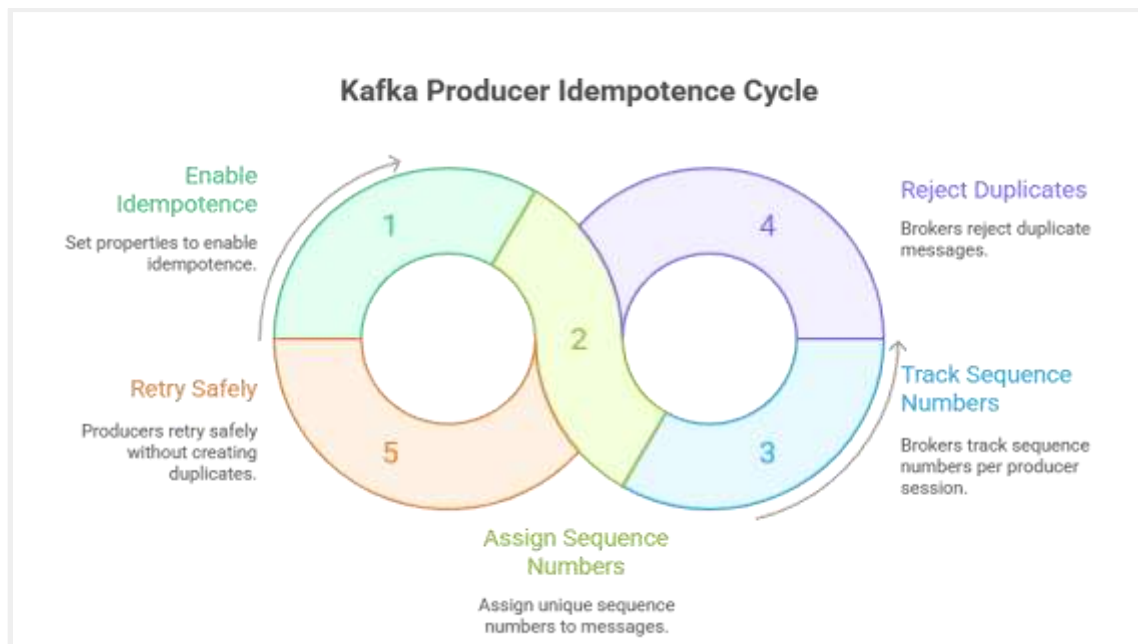 Kafka Producer Idempotence Cycle
Enable
Idempotence
Set properties to enable
idempotence.
1
2
Assign Sequence
Numbers
Assign unique sequence
numbers to messages.
3
Track Sequence
Numbers
Brokers track sequence
numbers per producer
session.
4
Reject Duplicates
Brokers reject duplicate
messages.
5
Retry Safely
Producers retry safely
without creating
duplicates.